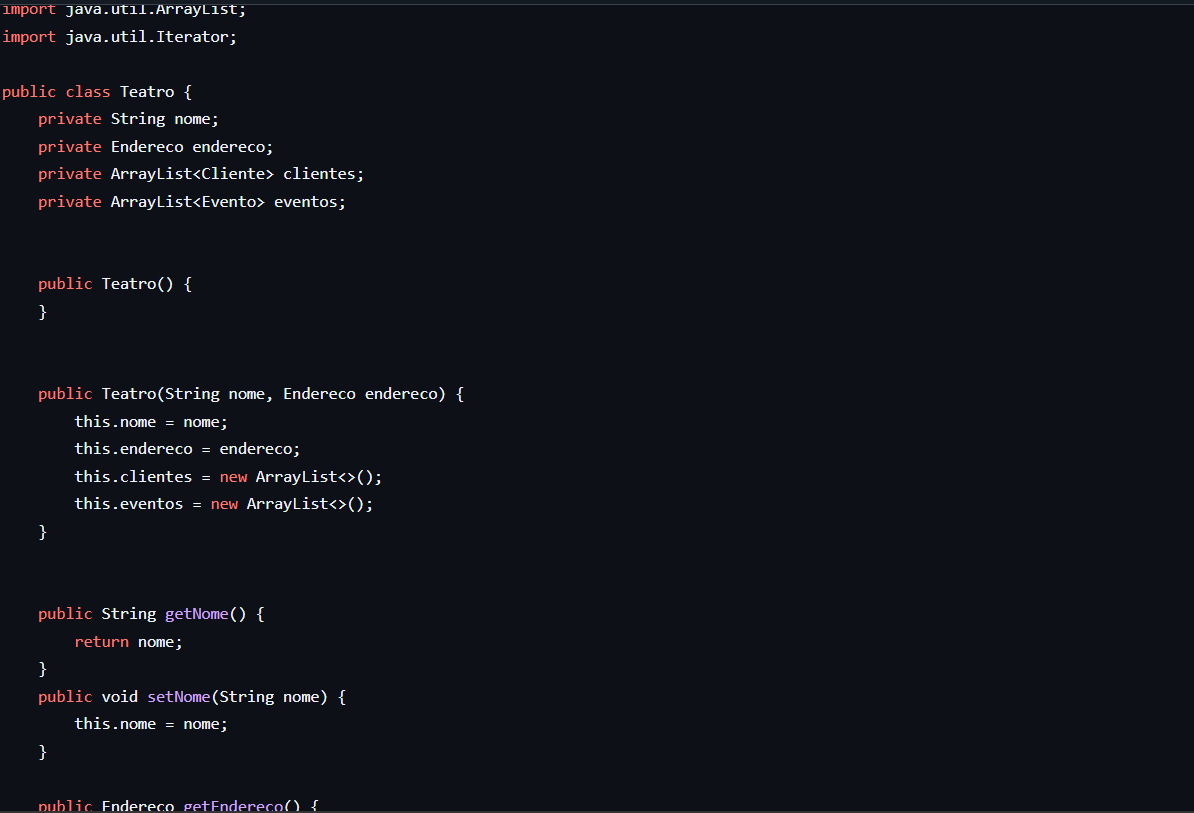 import java.util.ArrayList;
import java.util.Iterator;
public class Teatro {
private String nome;
private Endereco endereco;
private ArrayList<Cliente> clientes;
private ArrayList<Evento> eventos;
public Teatro() {
}
public Teatro(String nome, Endereco endereco) {
this.nome = nome;
this.endereco = endereco;
this.clientes = new ArrayList<>();
this.eventos = new ArrayList<>();
}
public String getNome() {
return nome;
}
public void setNome(String nome) {
this.nome = nome;
}
public Endereco getEndereco() {